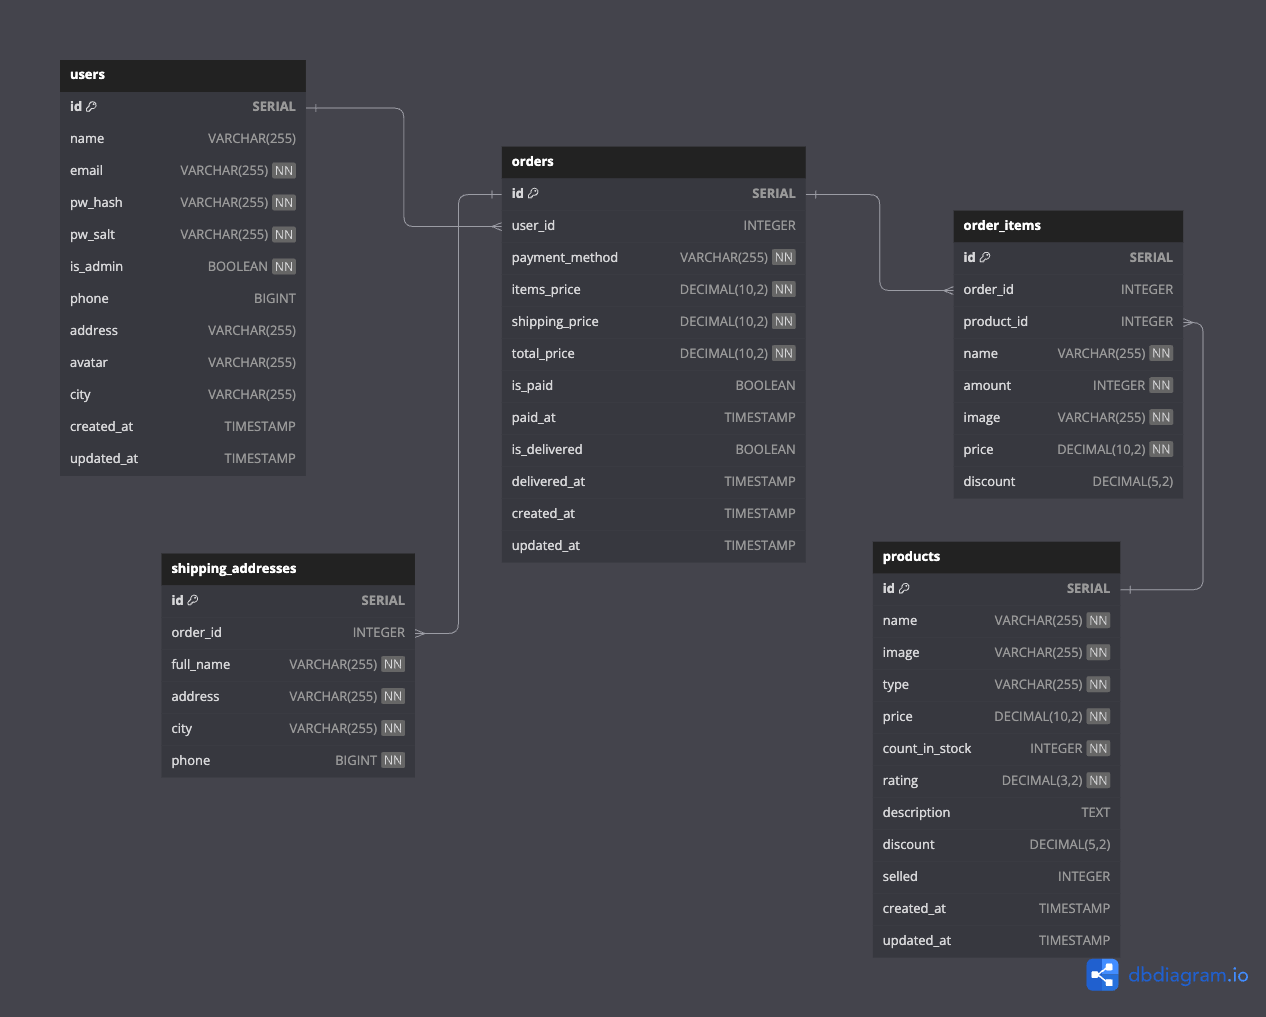 users
id SERIAL
name VARCHAR(255)
email VARCHAR(255) NN
pw_hash VARCHAR(255) NN
pw_salt VARCHAR(255) NN
is_admin BOOLEAN NN
phone BIGINT
address VARCHAR(255)
avatar VARCHAR(255)
city VARCHAR(255)
created_at TIMESTAMP
updated_at TIMESTAMP
orders
id SERIAL
user_id INTEGER
payment_method VARCHAR(255) NN
items_price DECIMAL(10,2) NN
shipping_price DECIMAL(10,2) NN
total_price DECIMAL(10,2) NN
is_paid BOOLEAN
paid_at TIMESTAMP
is_delivered BOOLEAN
delivered_at TIMESTAMP
created_at TIMESTAMP
updated_at TIMESTAMP
order_items
id SERIAL
order_id INTEGER
product_id INTEGER
name VARCHAR(255) NN
amount INTEGER NN
image VARCHAR(255) NN
price DECIMAL(10,2) NN
discount DECIMAL(5,2)
shipping_addresses
id SERIAL
order_id INTEGER
full_name VARCHAR(255) NN
address VARCHAR(255) NN
city VARCHAR(255) NN
phone BIGINT NN
products
id SERIAL
name VARCHAR(255) NN
image VARCHAR(255) NN
type VARCHAR(255) NN
price DECIMAL(10,2) NN
count_in_stock INTEGER NN
rating DECIMAL(3,2) NN
description TEXT
discount DECIMAL(5,2)
selled INTEGER
created_at TIMESTAMP
updated_at TIMESTAMP
dbdiagram.io